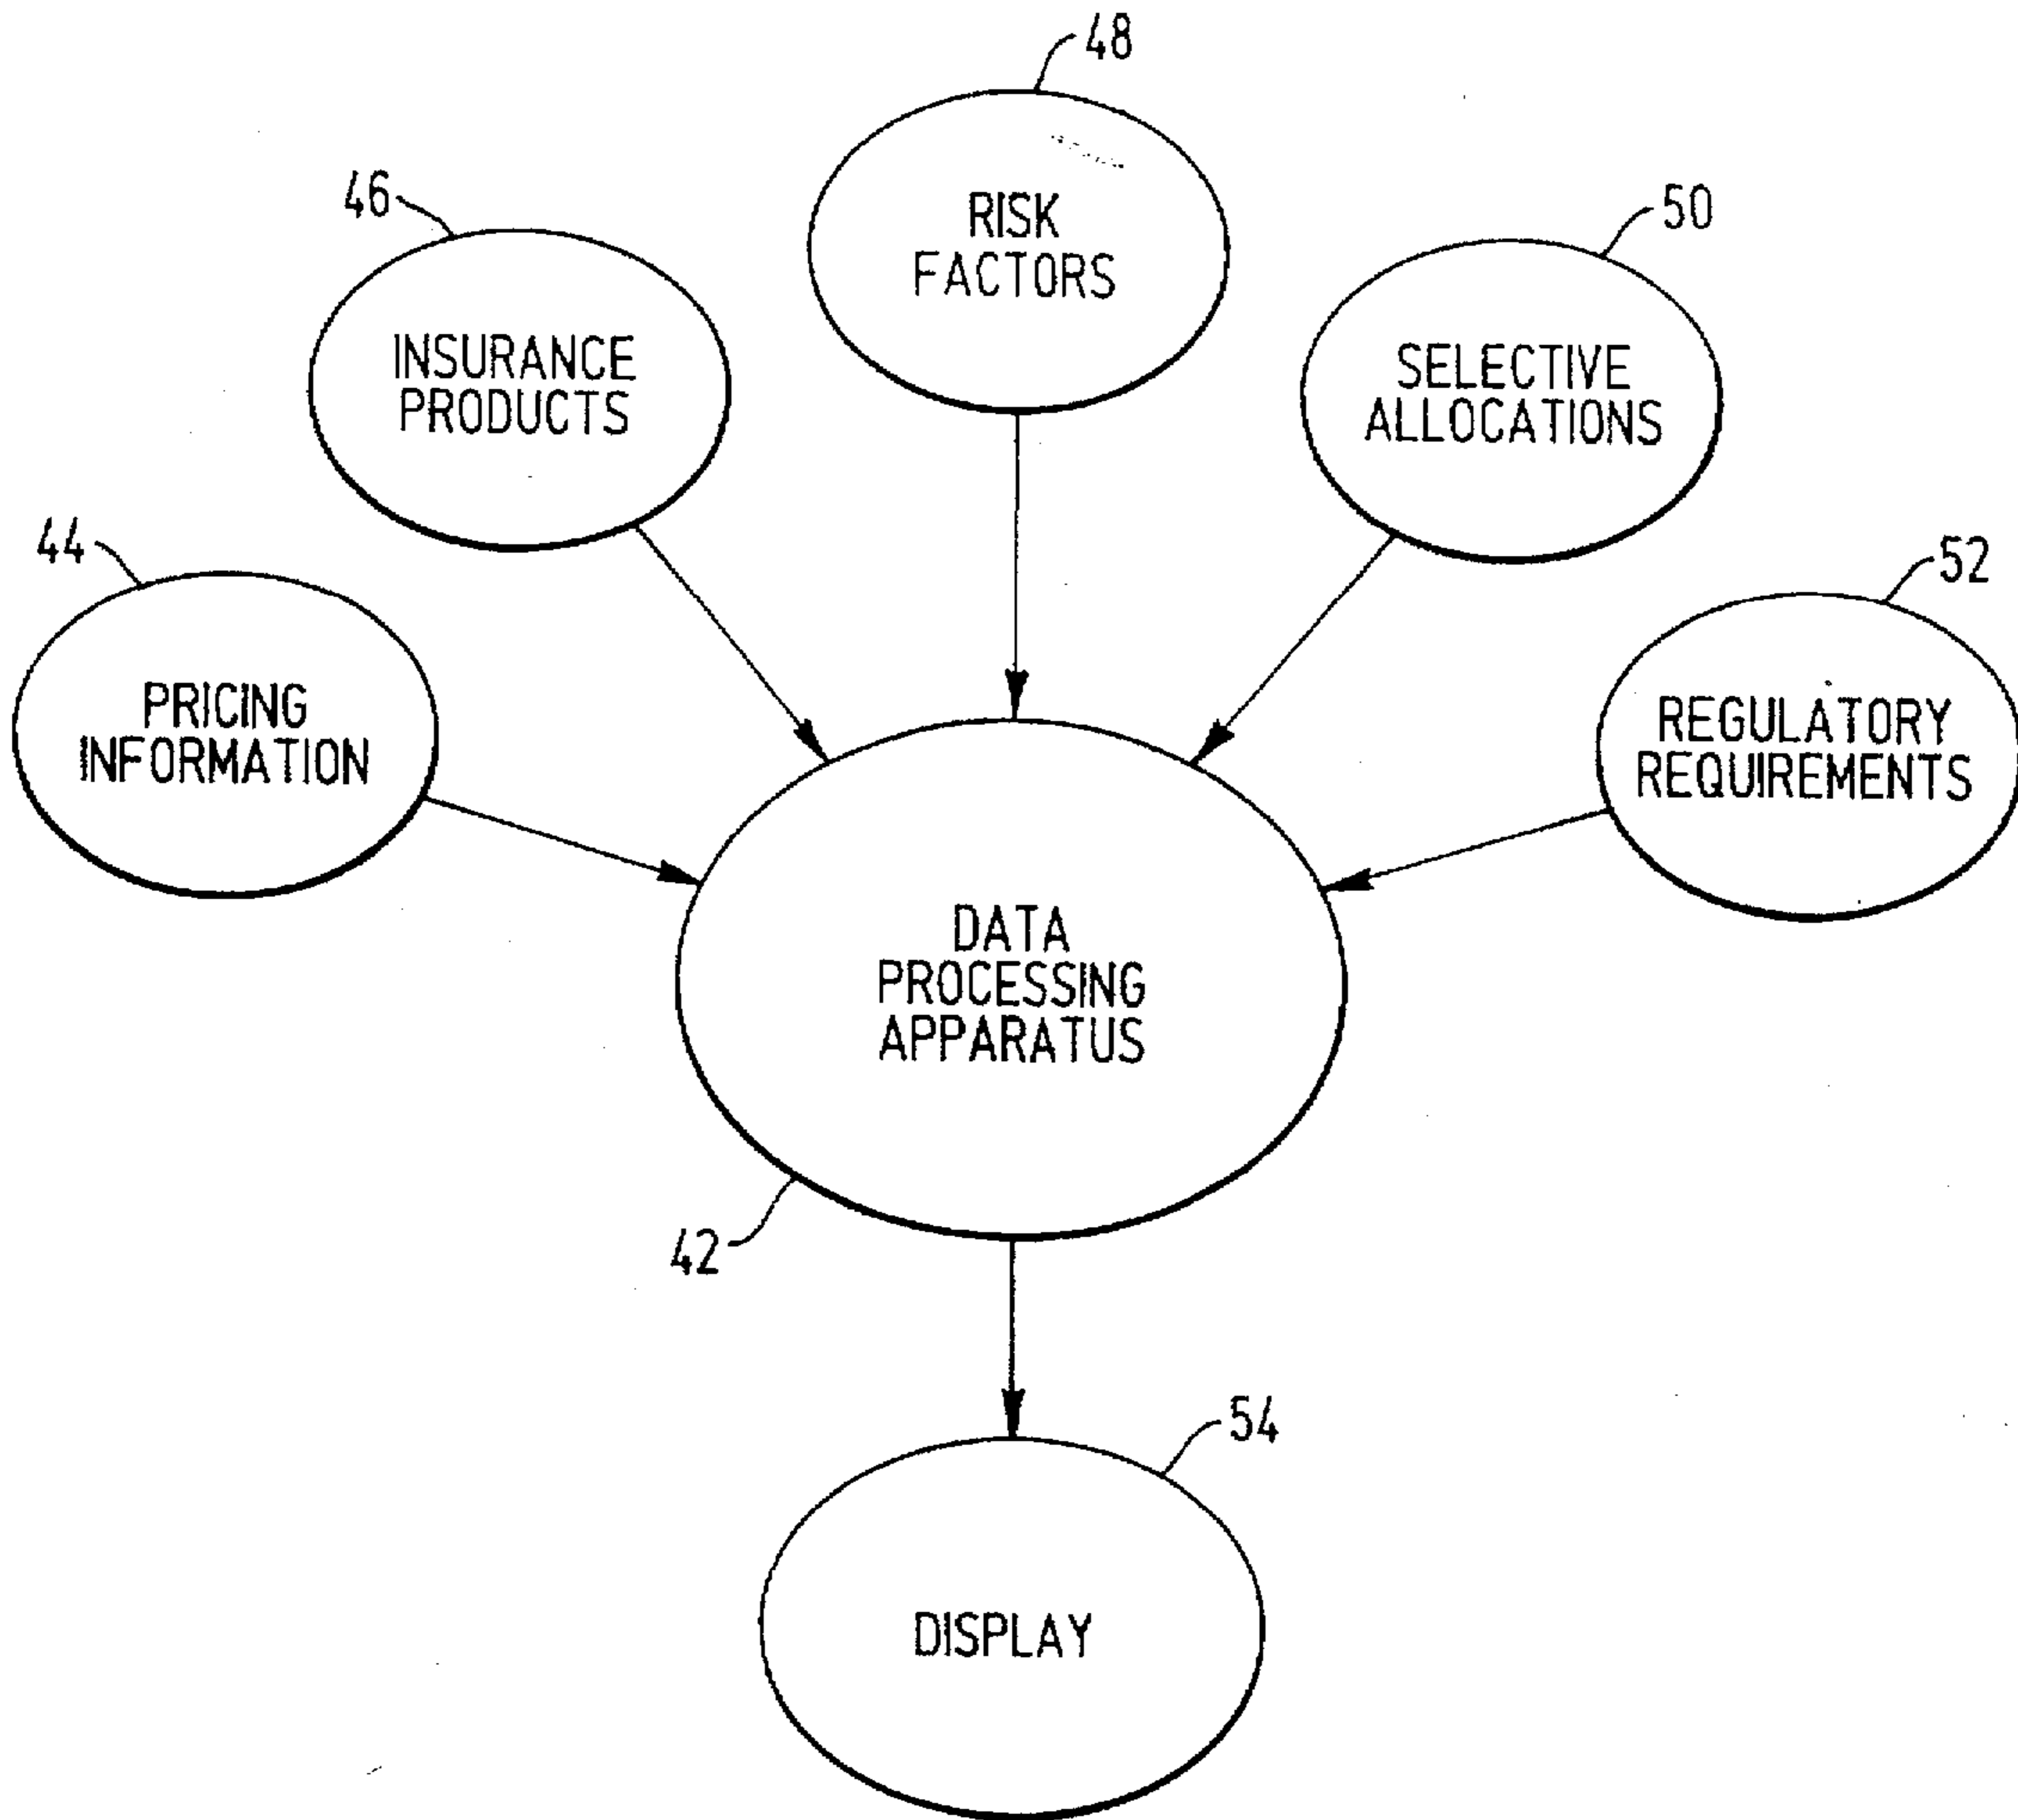 48
RISK
FACTORS
46
INSURANCE
PRODUCTS
50
SELECTIVE
ALLOCATIONS
44
PRICING
INFORMATION
52
REGULATORY
REQUIREMENTS
DATA
PROCESSING
APPARATUS
42
54
DISPLAY